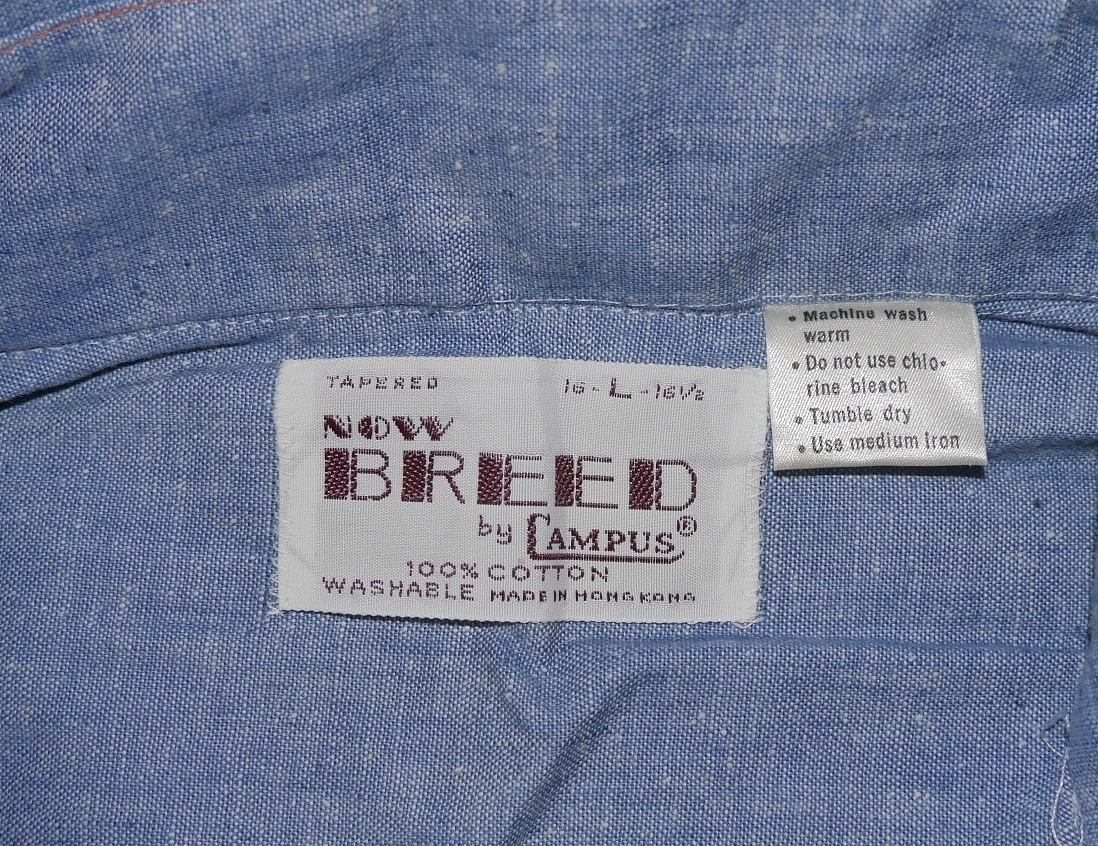 TAPERED 16-L-16½
NOW
BREED
by CAMPUS®
100% COTTON
WASHABLE MADE IN HONG KONG
• Machine wash
warm
• Do not use chlo-
rine bleach
• Tumble dry
• Use medium iron